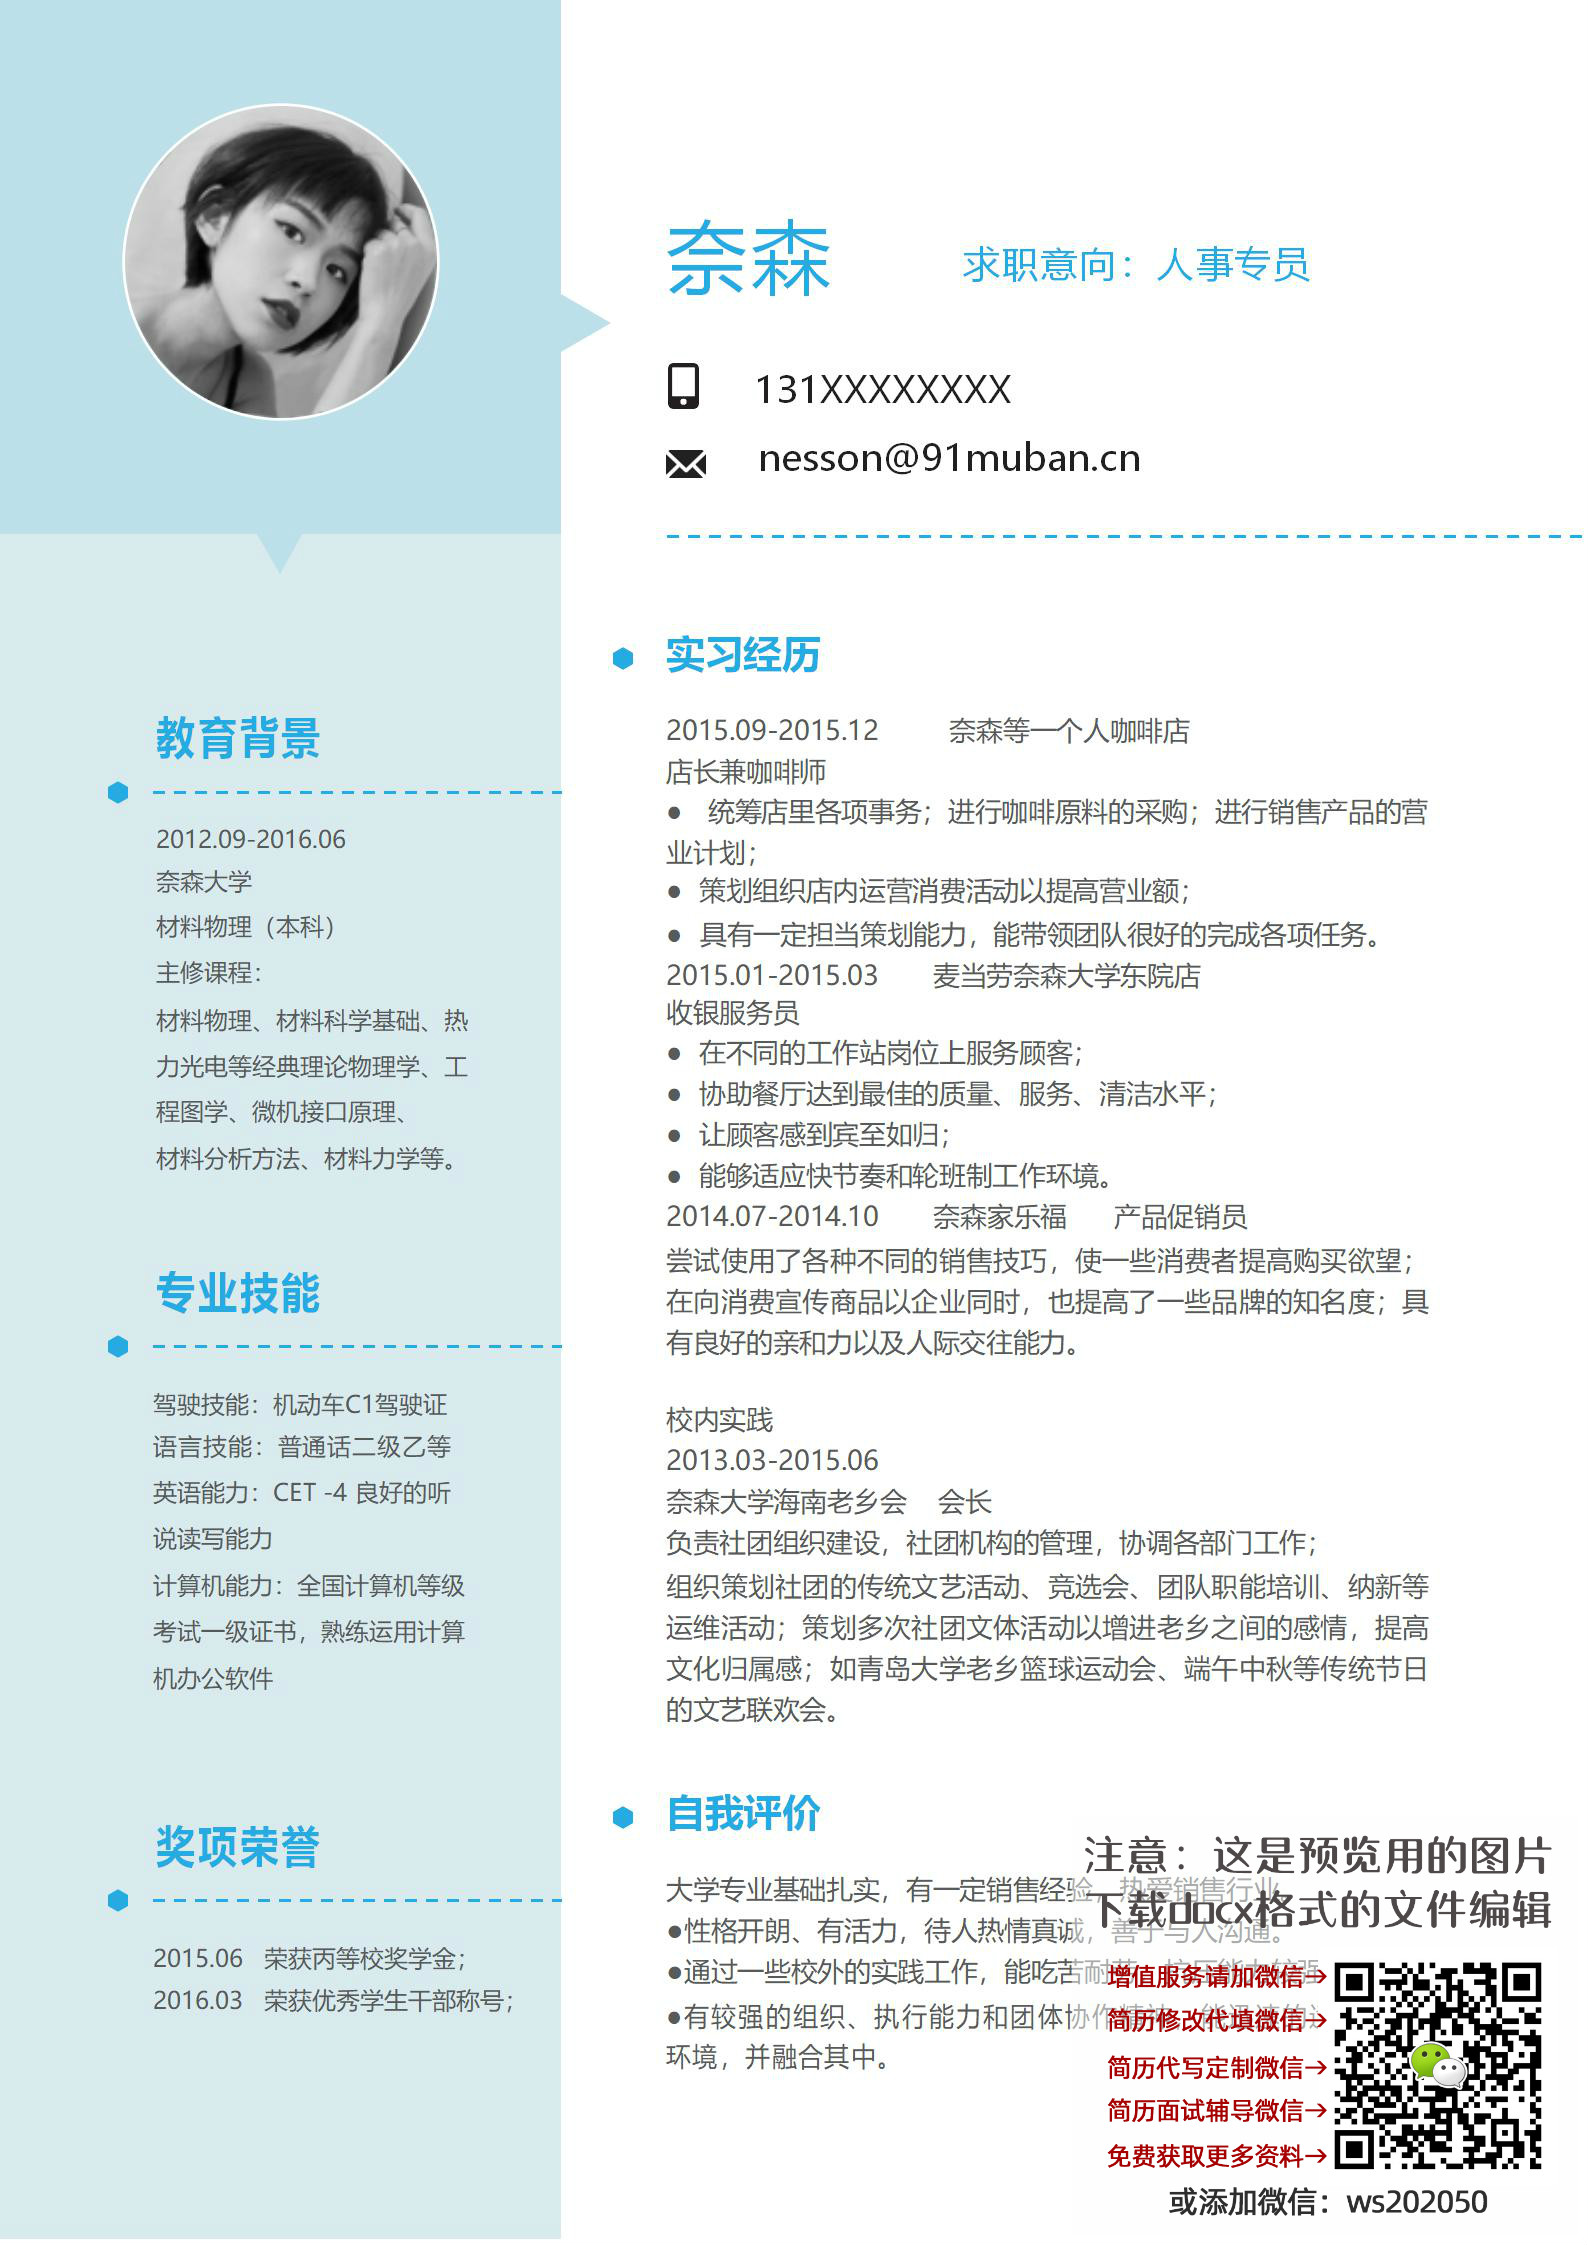 奈森
求职意向：人事专员
131XXXXXXXX
nesson@91muban.cn
教育背景
2012.09-2016.06
奈森大学
材料物理（本科）
主修课程：
材料物理、材料科学基础、热
力光电等经典理论物理学、工
程图学、微机接口原理、
材料分析方法、材料力学等。
专业技能
驾驶技能：机动车C1驾驶证
语言技能：普通话二级乙等
英语能力：CET -4 良好的听
说读写能力
计算机能力：全国计算机等级
考试一级证书，熟练运用计算
机办公软件
奖项荣誉
2015.06 荣获丙等校奖学金；
2016.03 荣获优秀学生干部称号；
实习经历
2015.09-2015.12 奈森等一个人咖啡店
店长兼咖啡师
● 统筹店里各项事务；进行咖啡原料的采购；进行销售产品的营
业计划；
● 策划组织店内运营消费活动以提高营业额；
● 具有一定担当策划能力，能带领团队很好的完成各项任务。
2015.01-2015.03 麦当劳奈森大学东院店
收银服务员
● 在不同的工作站岗位上服务顾客；
● 协助餐厅达到最佳的质量、服务、清洁水平；
● 让顾客感到宾至如归；
● 能够适应快节奏和轮班制工作环境。
2014.07-2014.10 奈森家乐福 产品促销员
尝试使用了各种不同的销售技巧，使一些消费者提高购买欲望；
在向消费宣传商品以企业同时，也提高了一些品牌的知名度；具
有良好的亲和力以及人际交往能力。
校内实践
2013.03-2015.06
奈森大学海南老乡会 会长
负责社团组织建设，社团机构的管理，协调各部门工作；
组织策划社团的传统文艺活动、竞选会、团队职能培训、纳新等
运维活动；策划多次社团文体活动以增进老乡之间的感情，提高
文化归属感；如青岛大学老乡篮球运动会、端午中秋等传统节日
的文艺联欢会。
自我评价
大学专业基础扎实，有一定销售经验，热爱销售行业
●性格开朗、有活力，待人热情真诚，善于与人沟通。
●通过一些校外的实践工作，能吃苦耐
●有较强的组织、执行能力和团体协作精神
环境，并融合其中。
注意：这是预览用的图片
下载docx格式的文件编辑
增值服务请加微信→
简历修改代填微信→
简历代写定制微信→
简历面试辅导微信→
免费获取更多资料→
或添加微信：ws202050